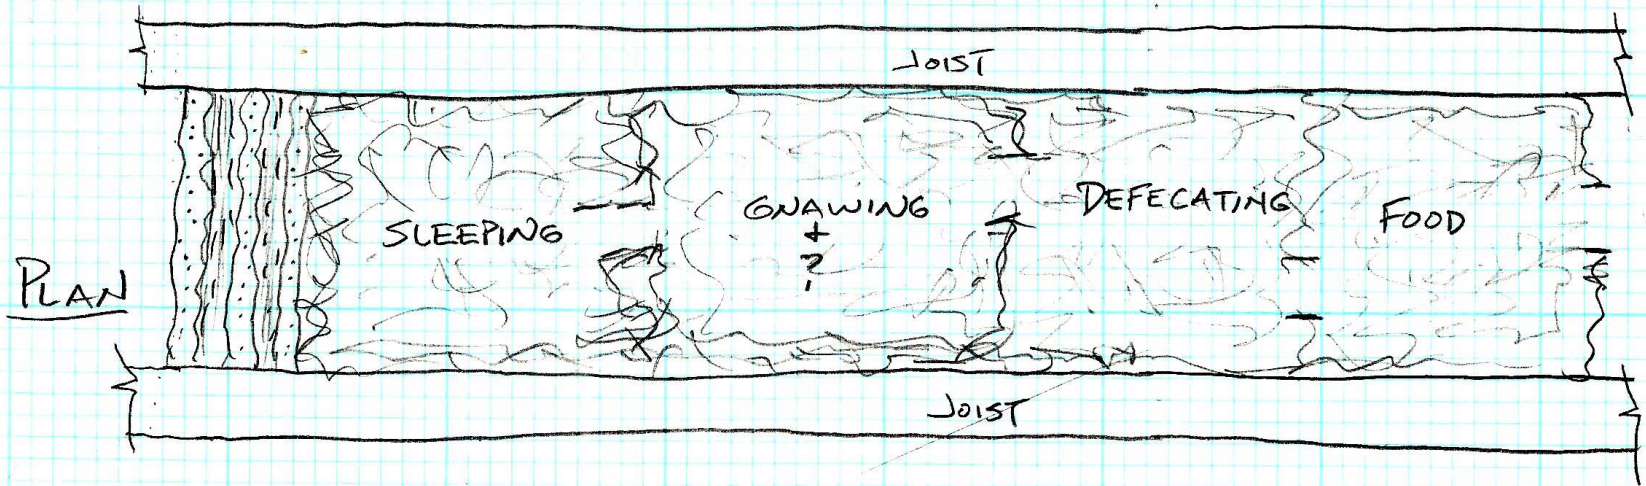 JOIST
SLEEPING
GNAWING
+
?
DEFECATING
FOOD
PLAN
JOIST